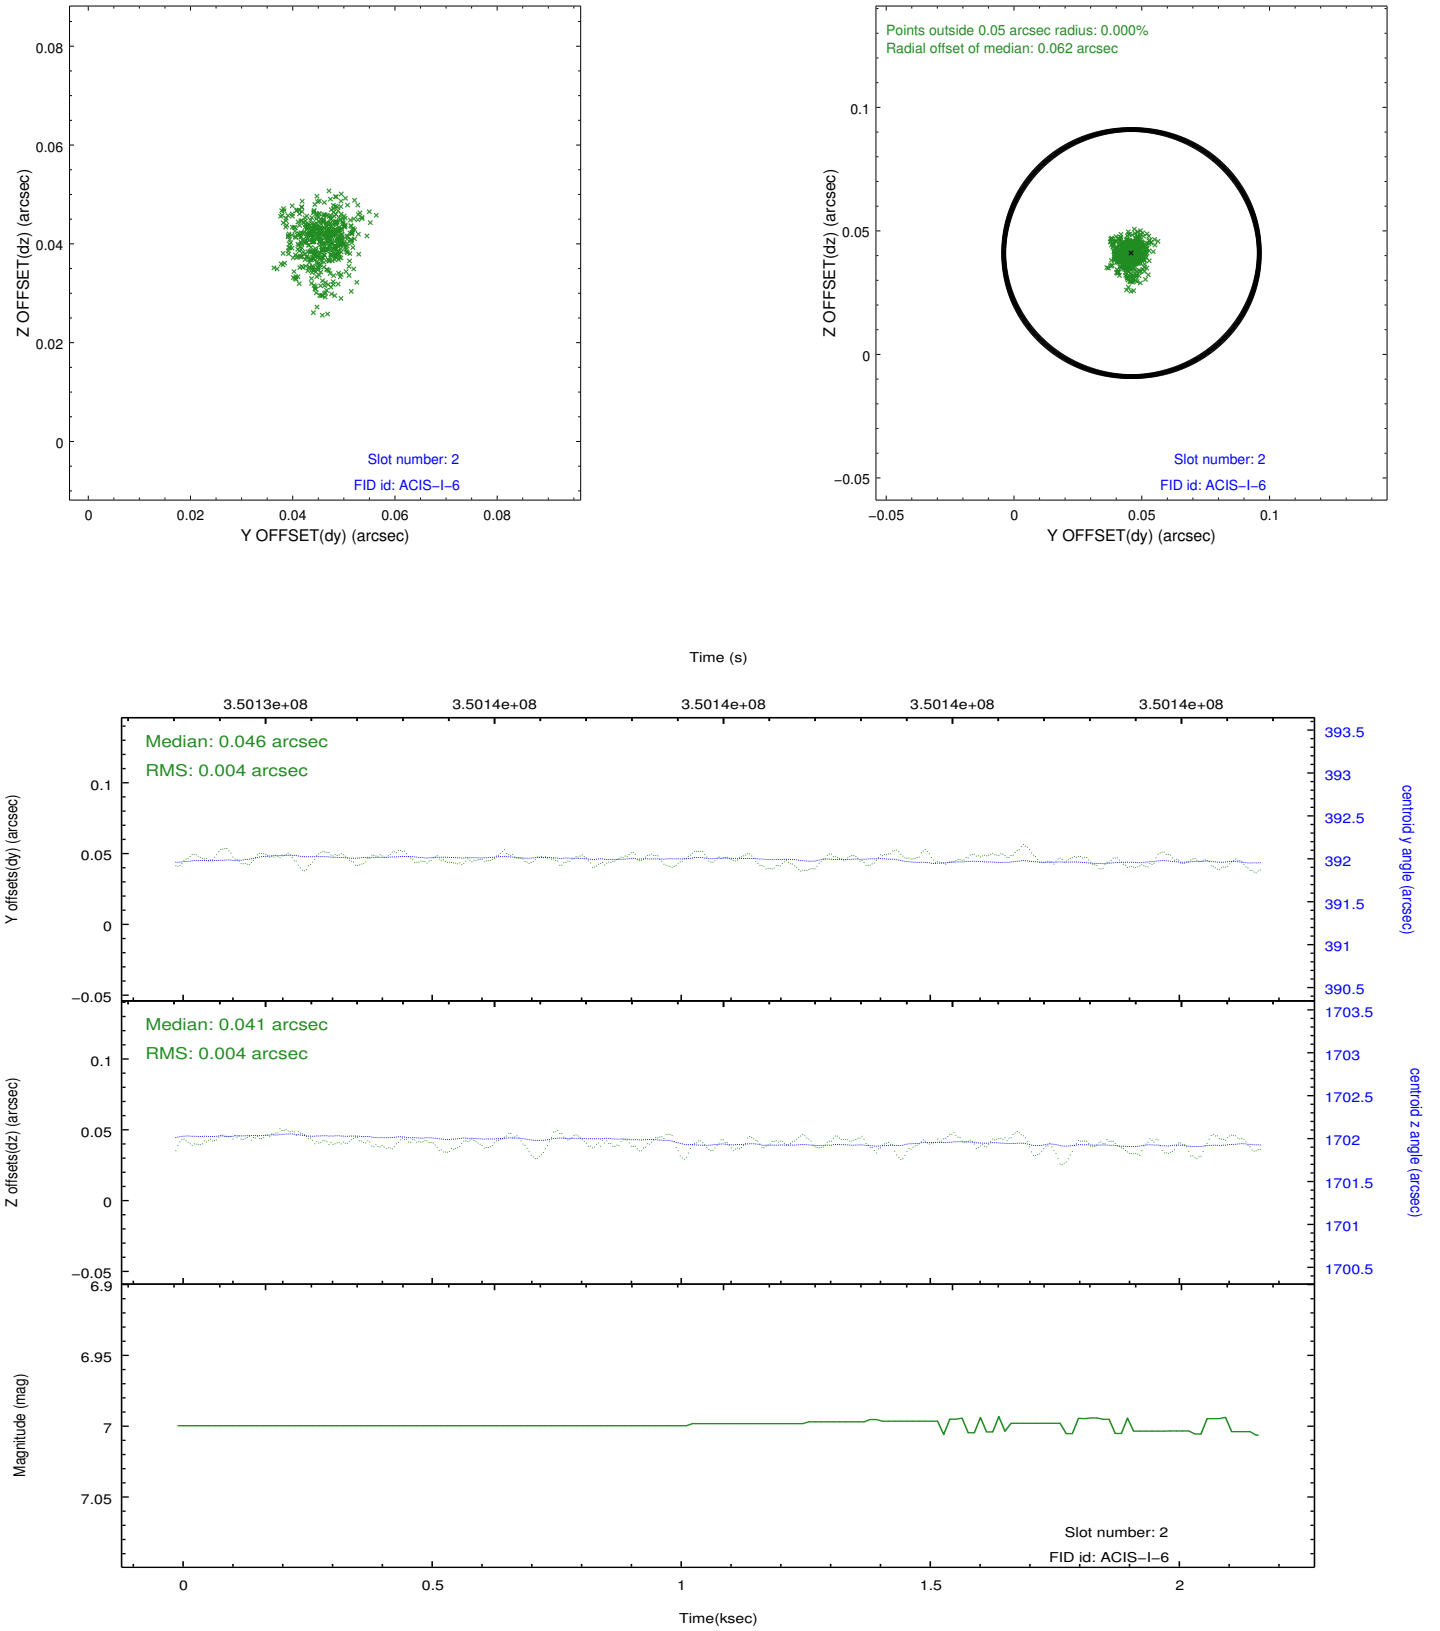 0.08
0.06
0.04
0.02
0
Z OFFSET(dz) (arcsec)
Slot number: 2
FID id: ACIS−I−6
0
0.02
0.04
0.06
0.08
Y OFFSET(dy) (arcsec)
Points outside 0.05 arcsec radius: 0.000%
Radial offset of median: 0.062 arcsec
0.1
0.05
0
−0.05
Z OFFSET(dz) (arcsec)
Slot number: 2
FID id: ACIS−I−6
−0.05
0
0.05
0.1
Y OFFSET(dy) (arcsec)
Time (s)
3.5013e+08
3.5014e+08
3.5014e+08
3.5014e+08
3.5014e+08
Median: 0.046 arcsec
RMS: 0.004 arcsec
0.1
0.05
0
−0.05
Y offsets(dy) (arcsec)
393.5
393
392.5
392
391.5
391
390.5
centroid y angle (arcsec)
Median: 0.041 arcsec
RMS: 0.004 arcsec
0.1
0.05
0
−0.05
Z offsets(dz) (arcsec)
1703.5
1703
1702.5
1702
1701.5
1701
1700.5
centroid z angle (arcsec)
6.9
6.95
7
7.05
Magnitude (mag)
Slot number: 2
FID id: ACIS−I−6
0
0.5
1
1.5
2
Time(ksec)